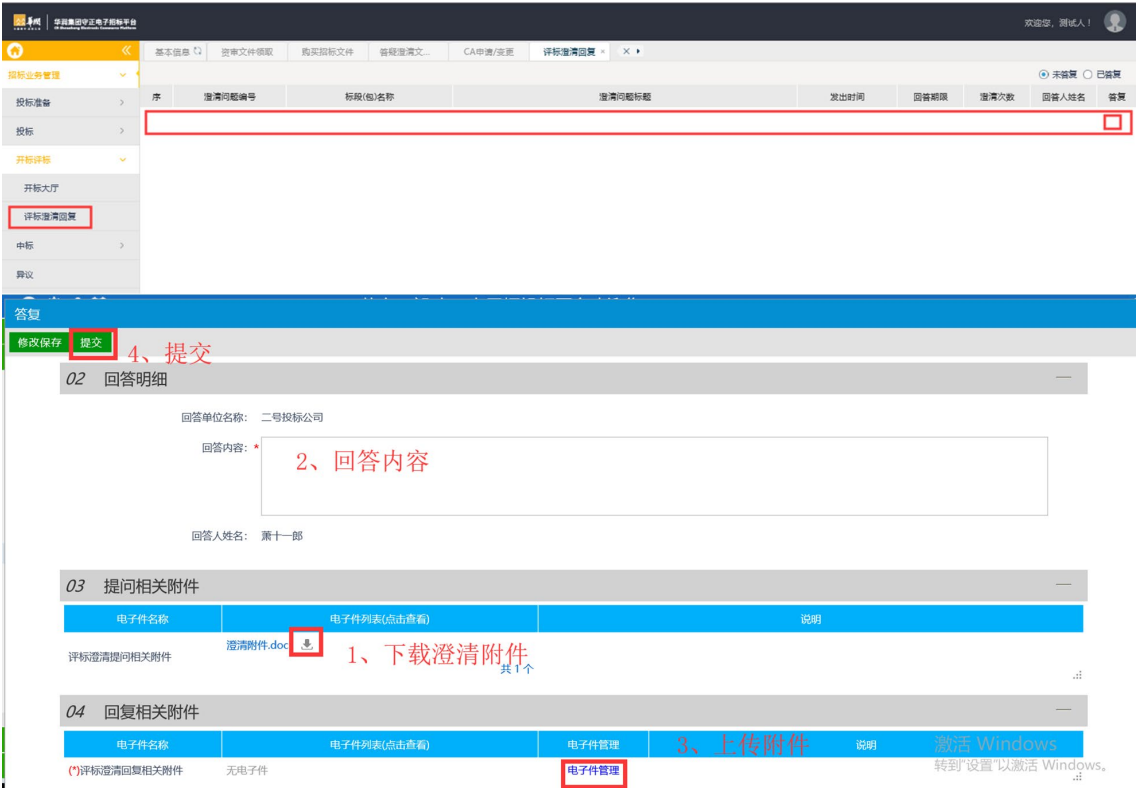 华润 华润集团守正电子招标平台
欢迎您，测试人！
基本信息 资审文件领取 购买招标文件 答疑澄清文... CA申请/变更 评标澄清回复 ×
招标业务管理
未答复 已答复
投标准备
序 澄清问题编号 标段(包)名称 澄清问题标题 发出时间 回答期限 澄清次数 回答人姓名 答复
投标
开标评标
开标大厅
评标澄清回复
中标
异议
答复
修改保存 提交
4、提交
02 回答明细
回答单位名称： 二号投标公司
回答内容：*
2、回答内容
回答人姓名： 萧十一郎
03 提问相关附件
电子件名称 电子件列表(点击查看) 说明
评标澄清提问相关附件 澄清附件.doc
1、下载澄清附件
共1个
04 回复相关附件
电子件名称 电子件列表(点击查看) 电子件管理 说明
3、上传附件
(*)评标澄清回复相关附件 无电子件 电子件管理
激活 Windows
转到"设置"以激活 Windows。